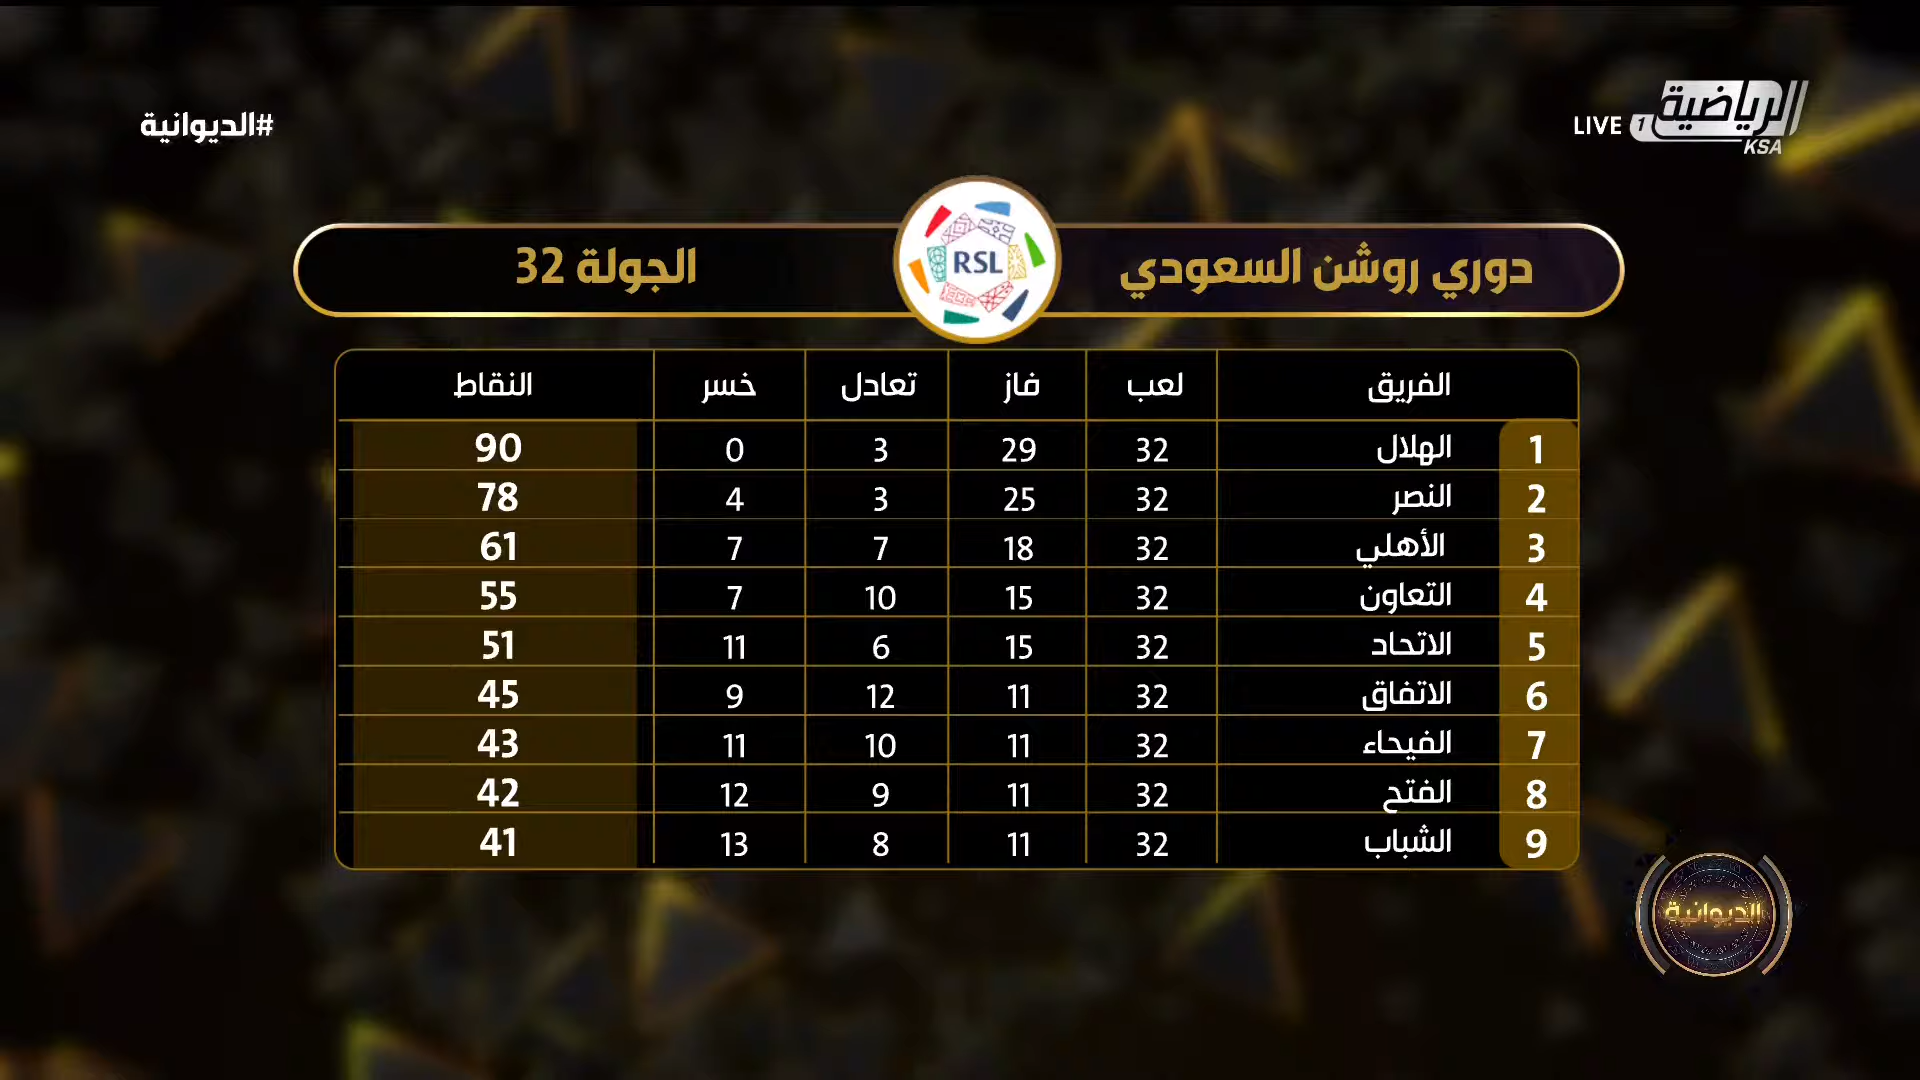 #الديوانية
الرياضية
LIVE 1
KSA
دوري روشن السعودي
RSL
الجولة 32
الفريق لعب فاز تعادل خسر النقاط
1 الهلال 32 29 3 0 90
2 النصر 32 25 3 4 78
3 الأهلي 32 18 7 7 61
4 التعاون 32 15 10 7 55
5 الاتحاد 32 15 6 11 51
6 الاتفاق 32 11 12 9 45
7 الفيحاء 32 11 10 11 43
8 الفتح 32 11 9 12 42
9 الشباب 32 11 8 13 41
الديوانية